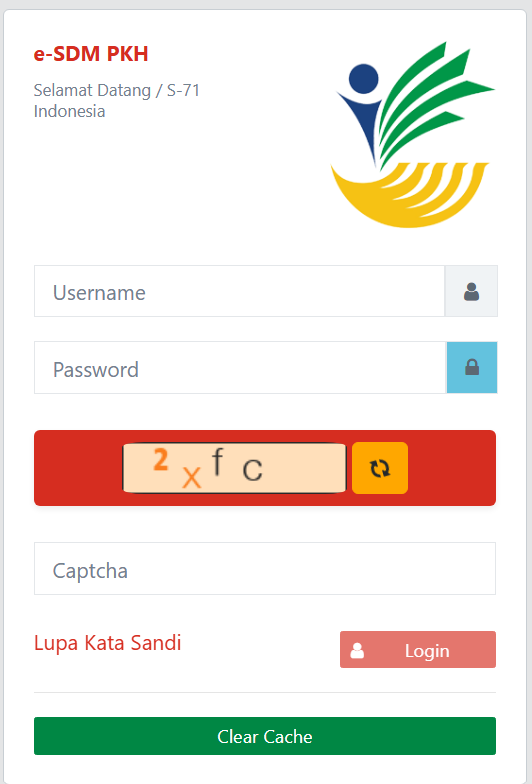 e-SDM PKH
Selamat Datang / S-71
Indonesia
Username
Password
2 x f C
Captcha
Lupa Kata Sandi
Login
Clear Cache